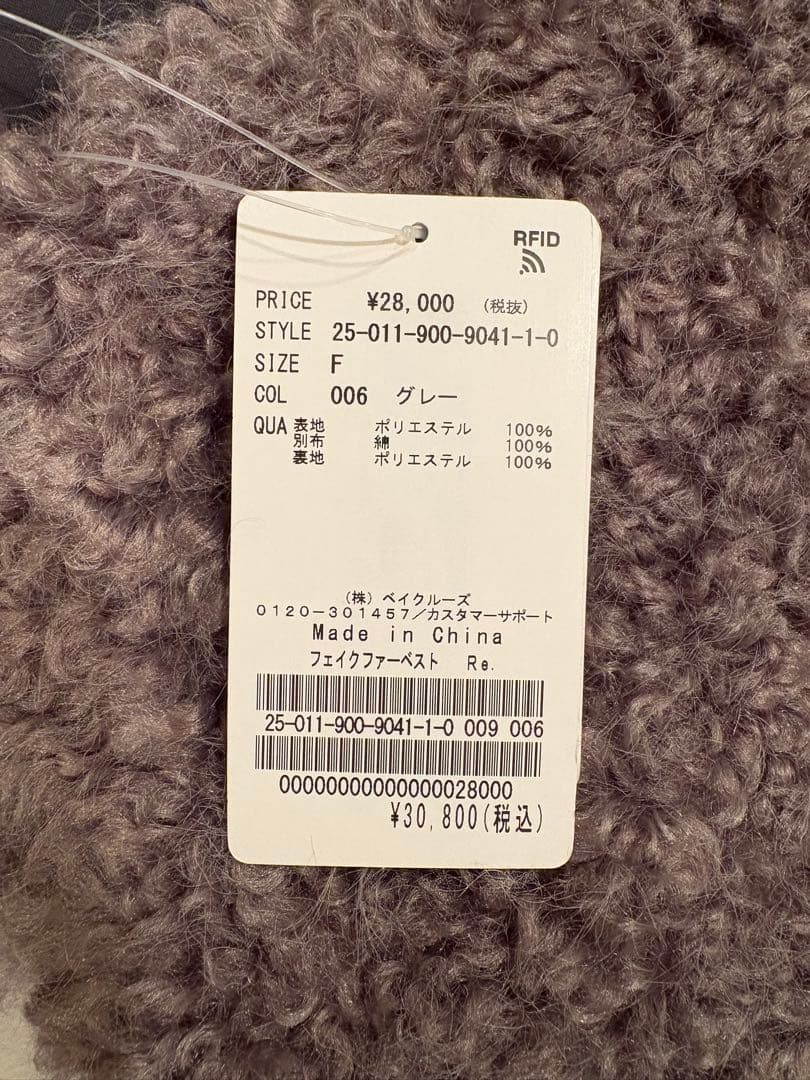 RFID
PRICE ¥28,000 (税抜)
STYLE 25-011-900-9041-1-0
SIZE F
COL 006 グレー
QUA 表地 ポリエステル 100%
別布 綿 100%
裏地 ポリエステル 100%
(株) ベイクルーズ
0120-301457/カスタマーサポート
Made in China
フェイクファーベスト Re.
25-011-900-9041-1-0 009 006
00000000000000028000
¥30,800(税込)